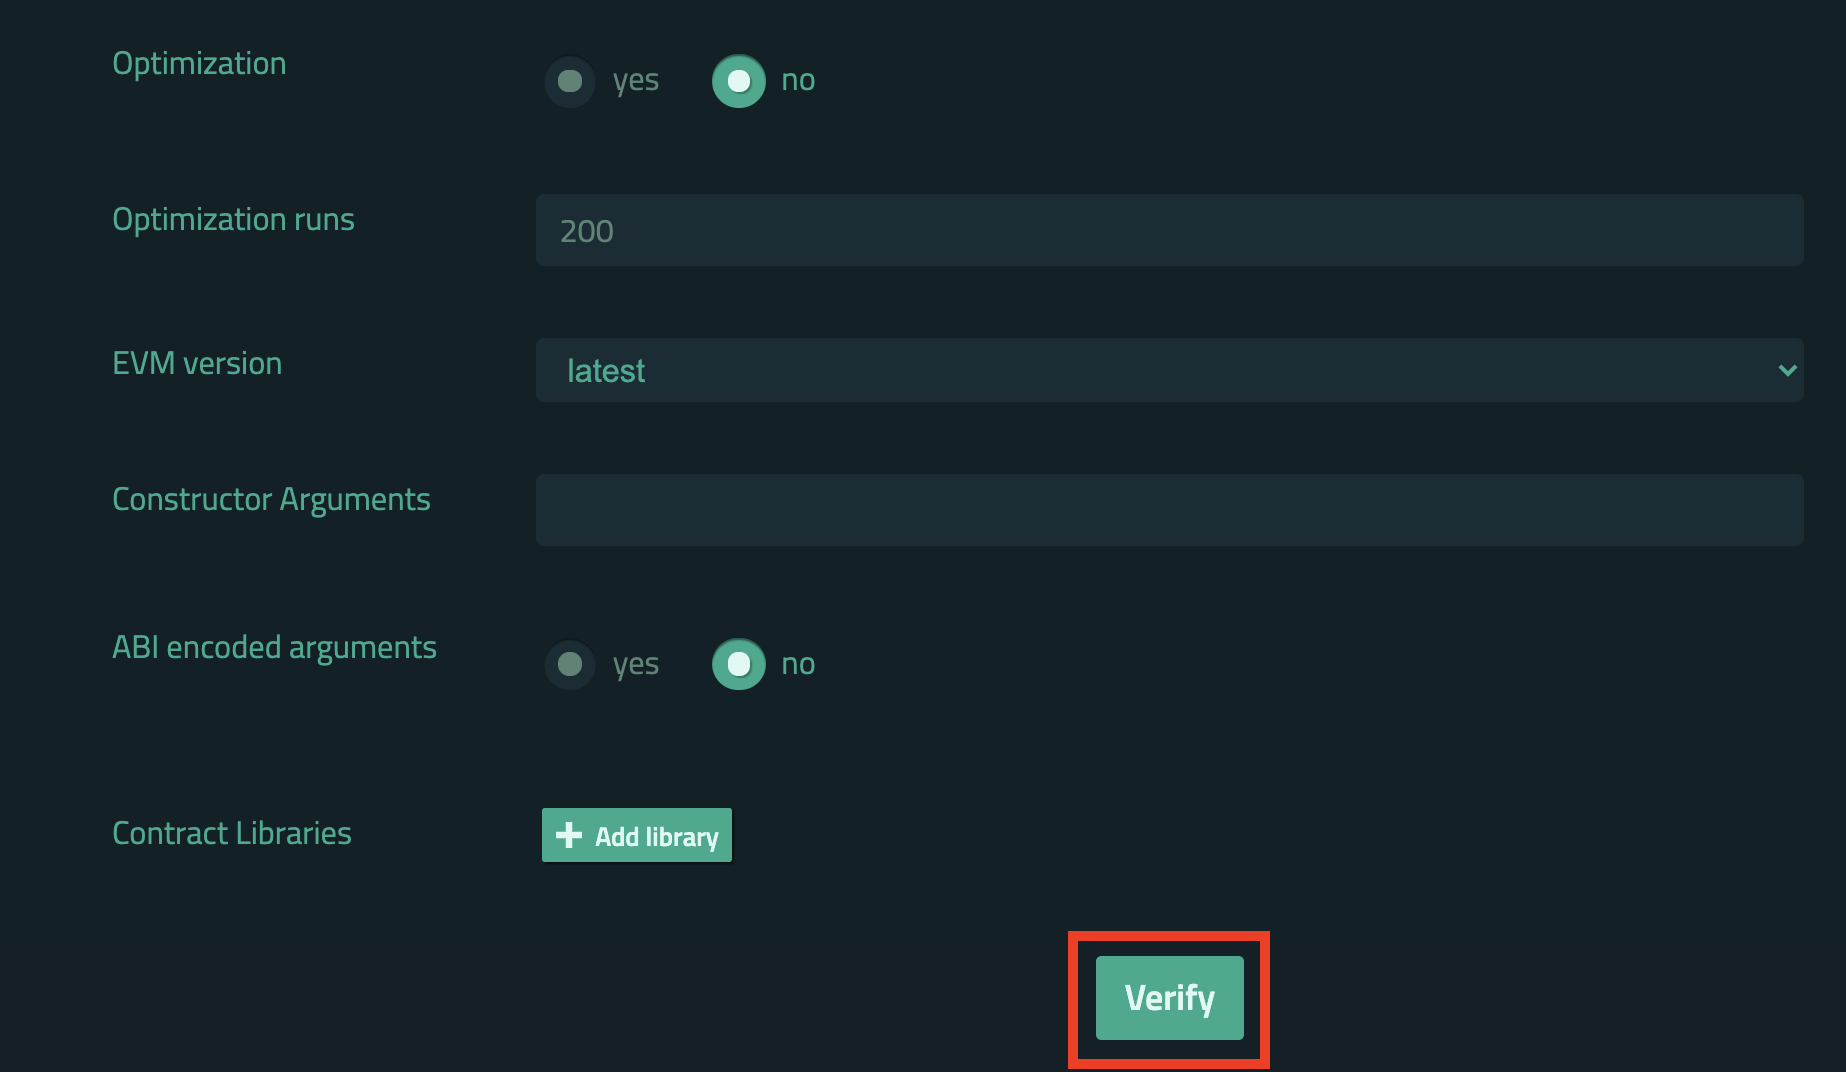 Optimization
yes no
Optimization runs
200
EVM version
latest
Constructor Arguments
ABI encoded arguments
yes no
Contract Libraries
Add library
Verify